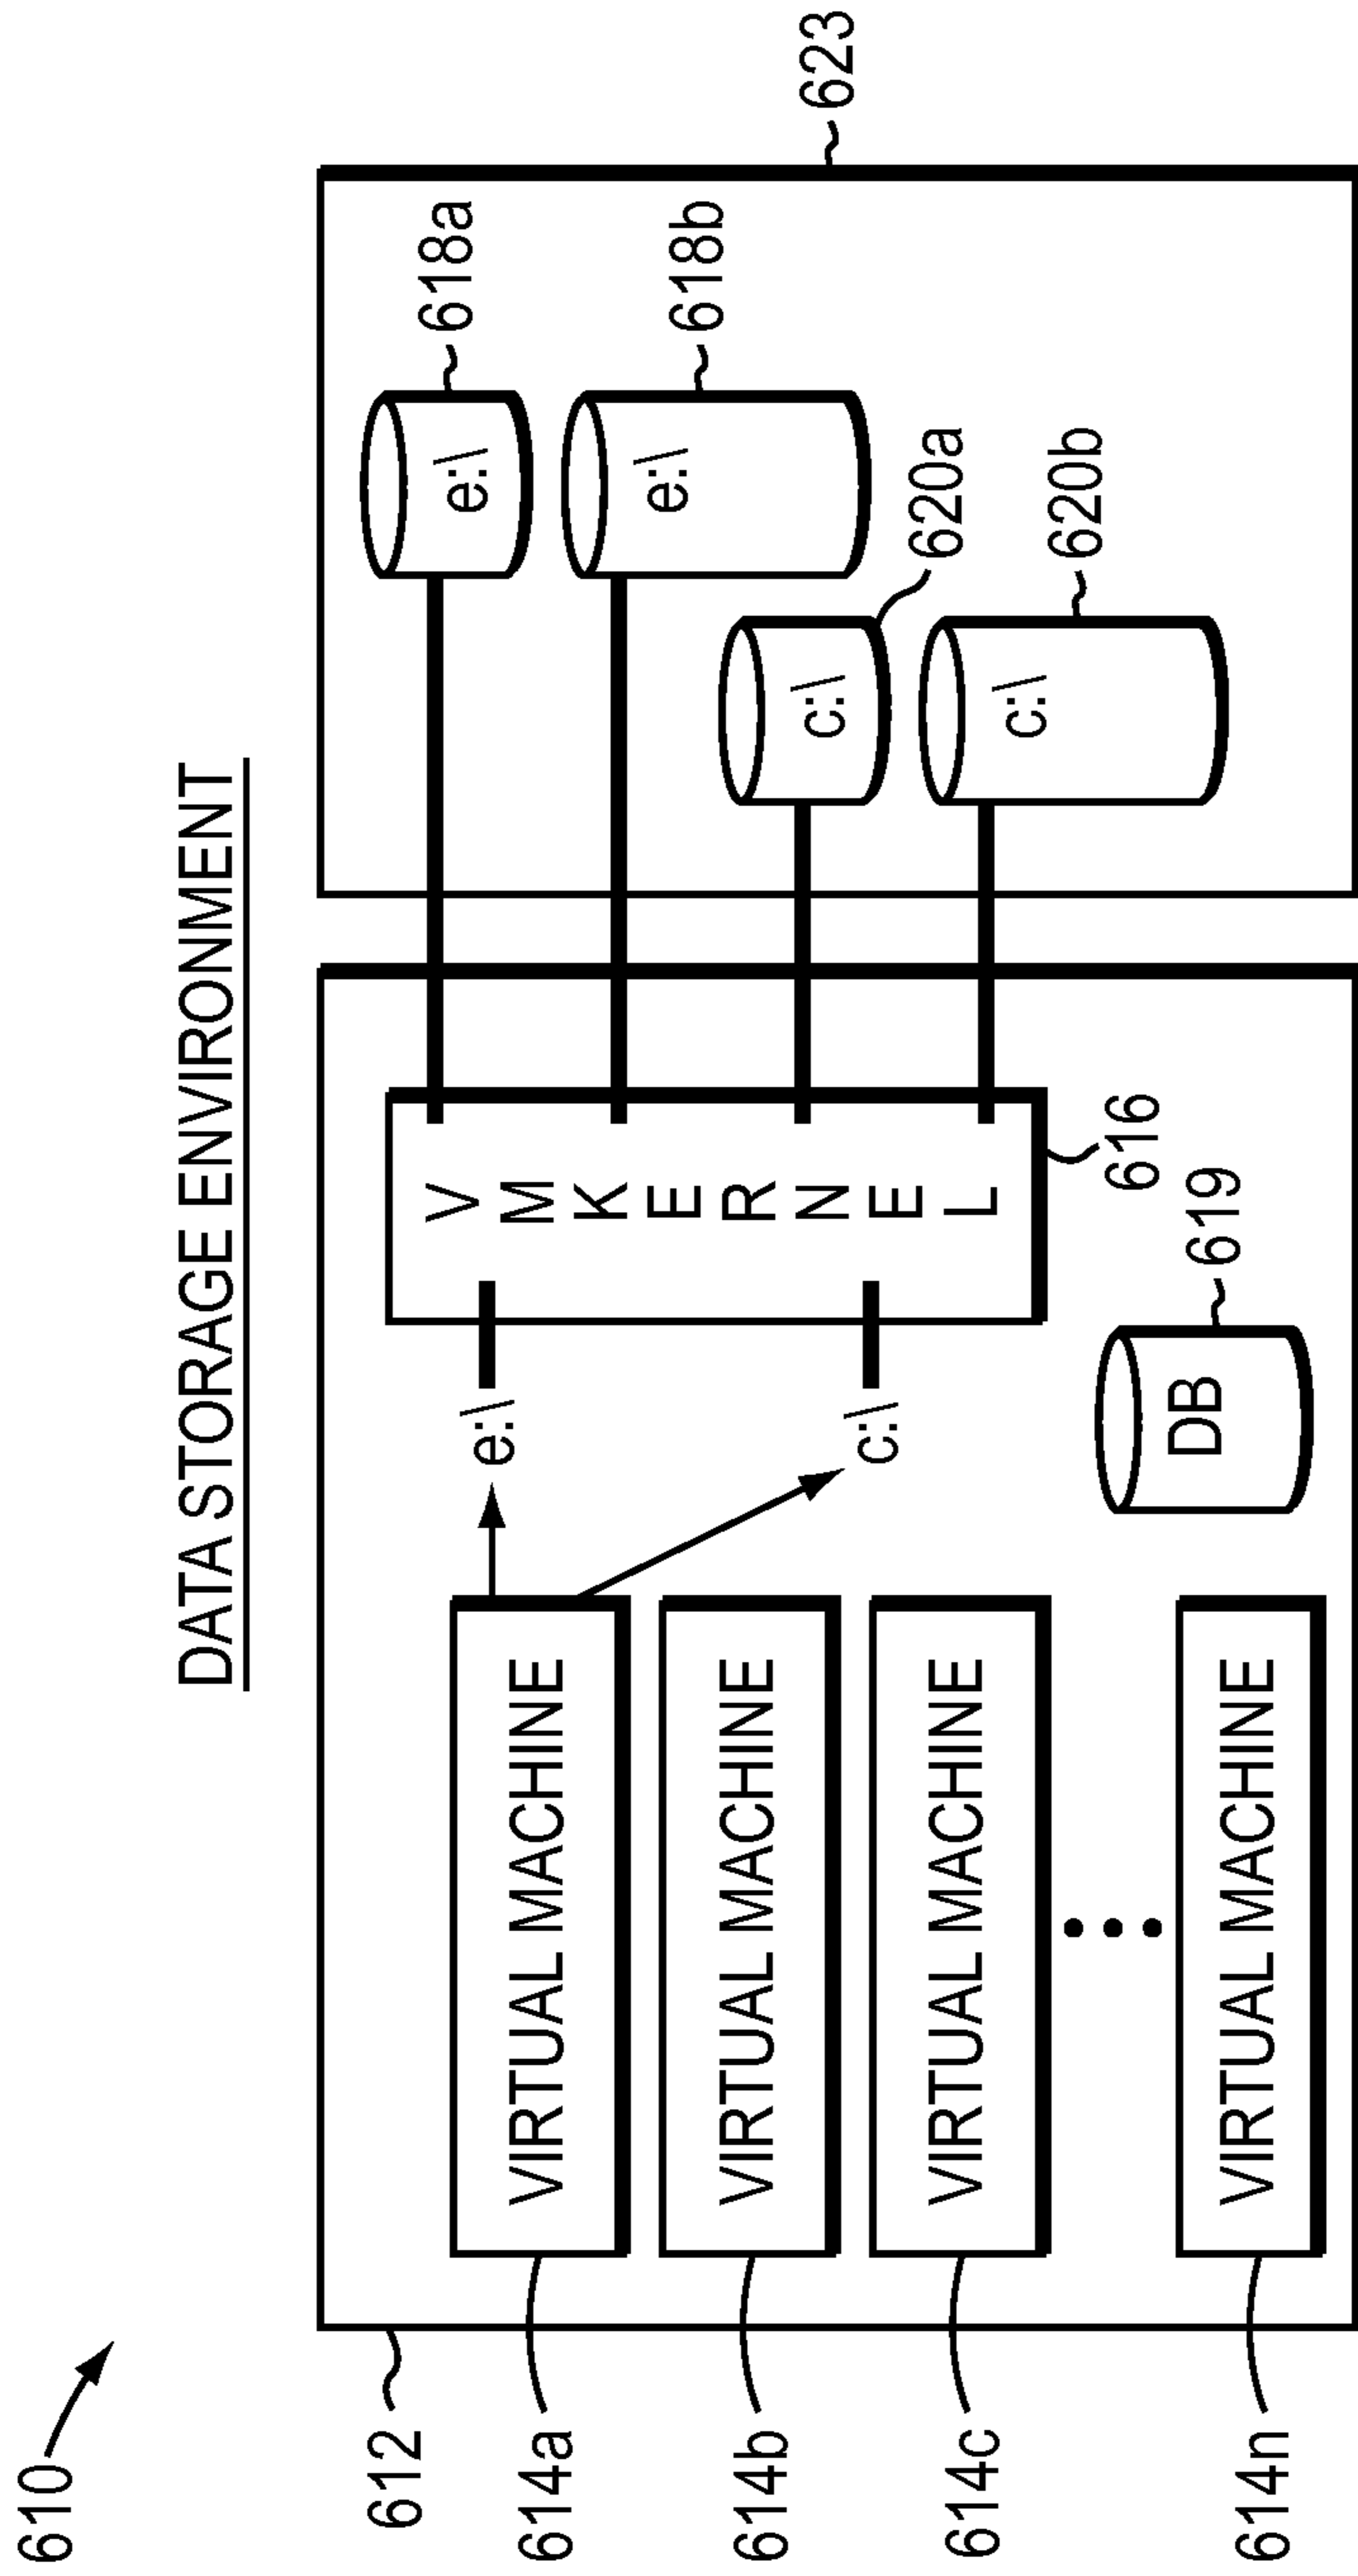 DATA STORAGE ENVIRONMENT
610
612
614a
VIRTUAL MACHINE
614b
VIRTUAL MACHINE
614c
VIRTUAL MACHINE
614n
VIRTUAL MACHINE
e:\
c:\
VMKERNEL
616
DB
619
e:\
618a
e:\
618b
c:\
620a
c:\
620b
623